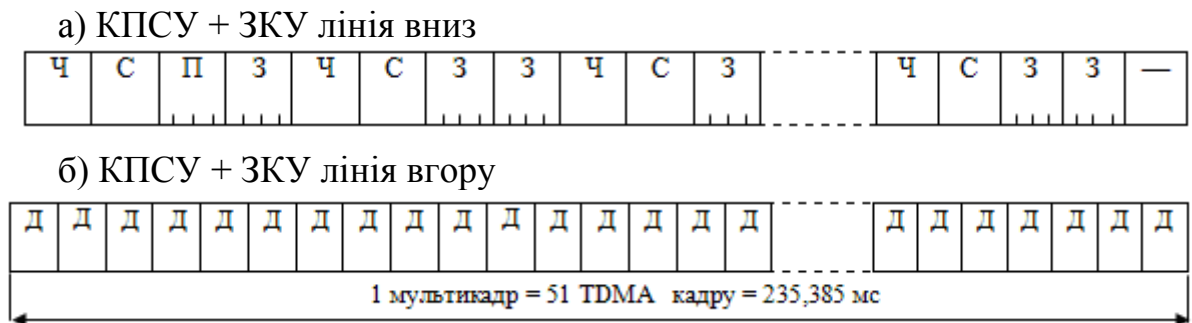 а) КПСУ + ЗКУ лінія вниз
Ч С П З Ч С З З Ч С З Ч С З З —
б) КПСУ + ЗКУ лінія вгору
Д Д Д Д Д Д Д Д Д Д Д Д Д Д Д Д Д Д Д Д Д Д Д
1 мультикадр = 51 TDMA кадру = 235,385 мс